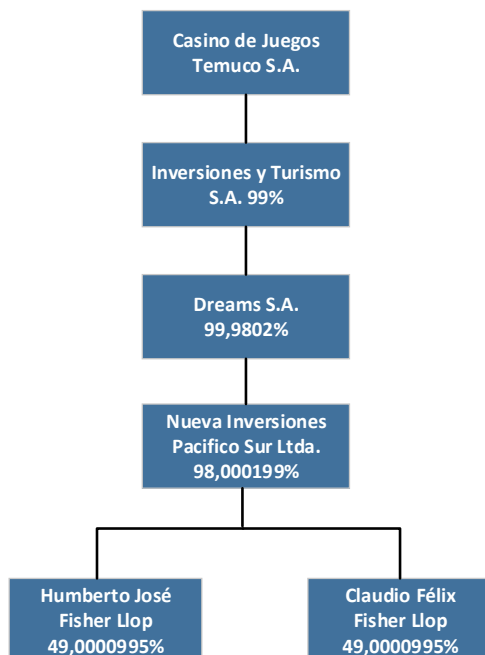 Casino de Juegos
Temuco S.A.
Inversiones y Turismo
S.A. 99%
Dreams S.A.
99,9802%
Nueva Inversiones
Pacifico Sur Ltda.
98,000199%
Humberto José
Fisher Llop
49,0000995%
Claudio Félix
Fisher Llop
49,0000995%